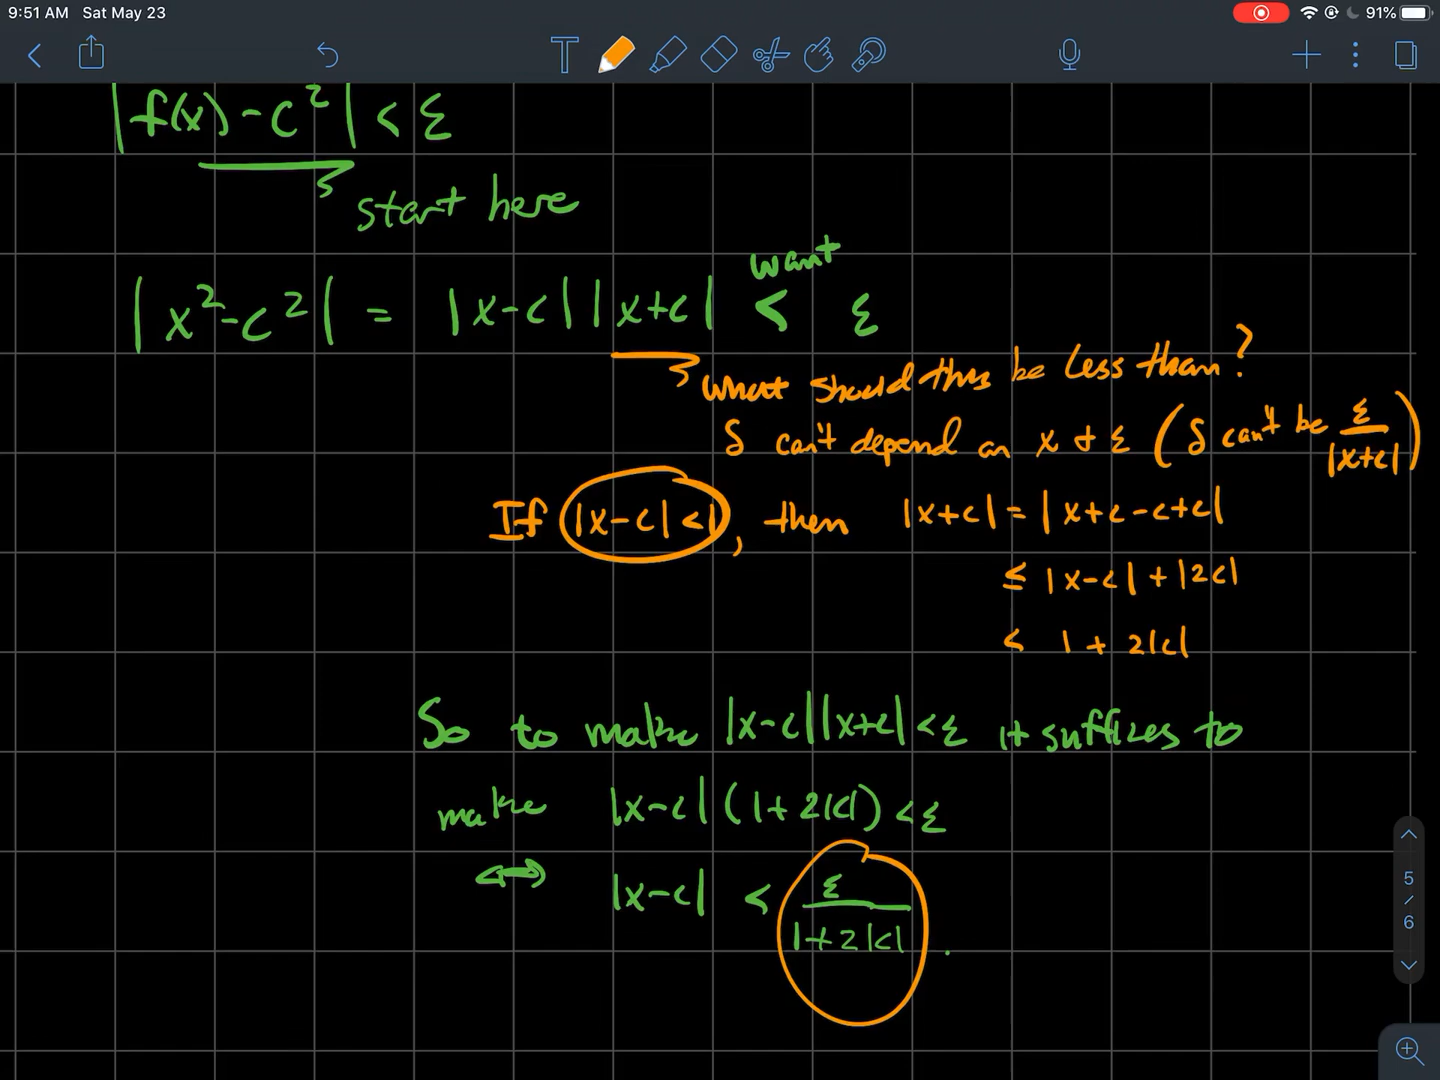 9:51 AM Sat May 23
91%
T
|f(x)-c²| < ε
start here
want
|x²-c²| = |x-c| |x+c| < ε
what should this be less than?
δ can't depend on x & ε (δ can't be ε/|x+c|)
If |x-c| < 1, then |x+c| = |x+c-c+c|
≤ |x-c| + |2c|
< 1 + 2|c|
So to make |x-c||x+c| < ε it suffices to
make |x-c| (1+2|c|) < ε
↔ |x-c| < ε/1+2|c| .
5
/
6